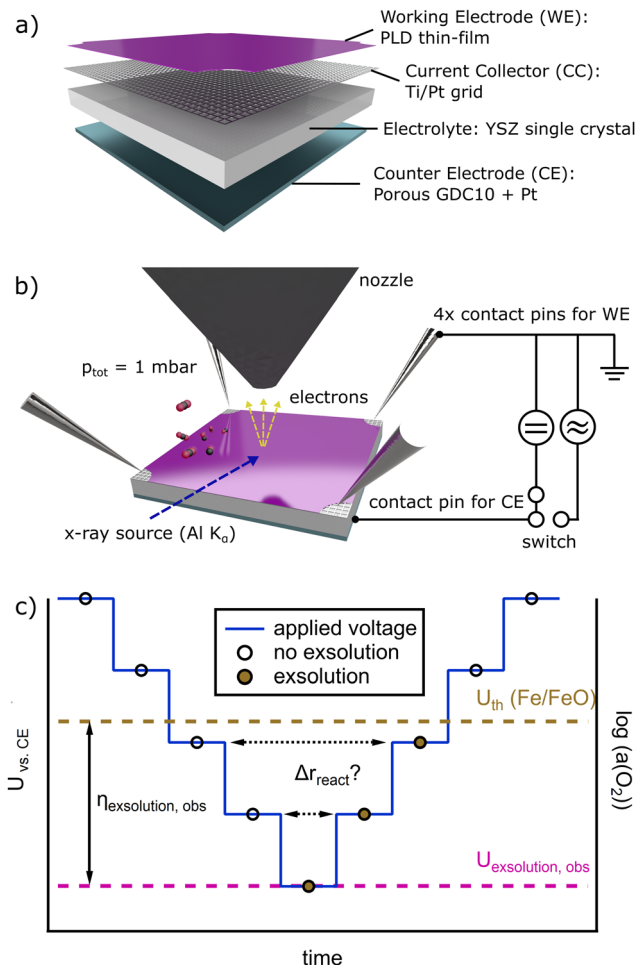 a)
Working Electrode (WE):
PLD thin-film
Current Collector (CC):
Ti/Pt grid
Electrolyte: YSZ single crystal
Counter Electrode (CE):
Porous GDC10 + Pt
b)
nozzle
4x contact pins for WE
p_tot = 1 mbar
electrons
contact pin for CE
x-ray source (Al K_α)
switch
c)
applied voltage
no exsolution
exsolution
U_th (Fe/FeO)
U_vs. CE
log (a(O₂))
Δr_react?
η_exsolution, obs
U_exsolution, obs
time